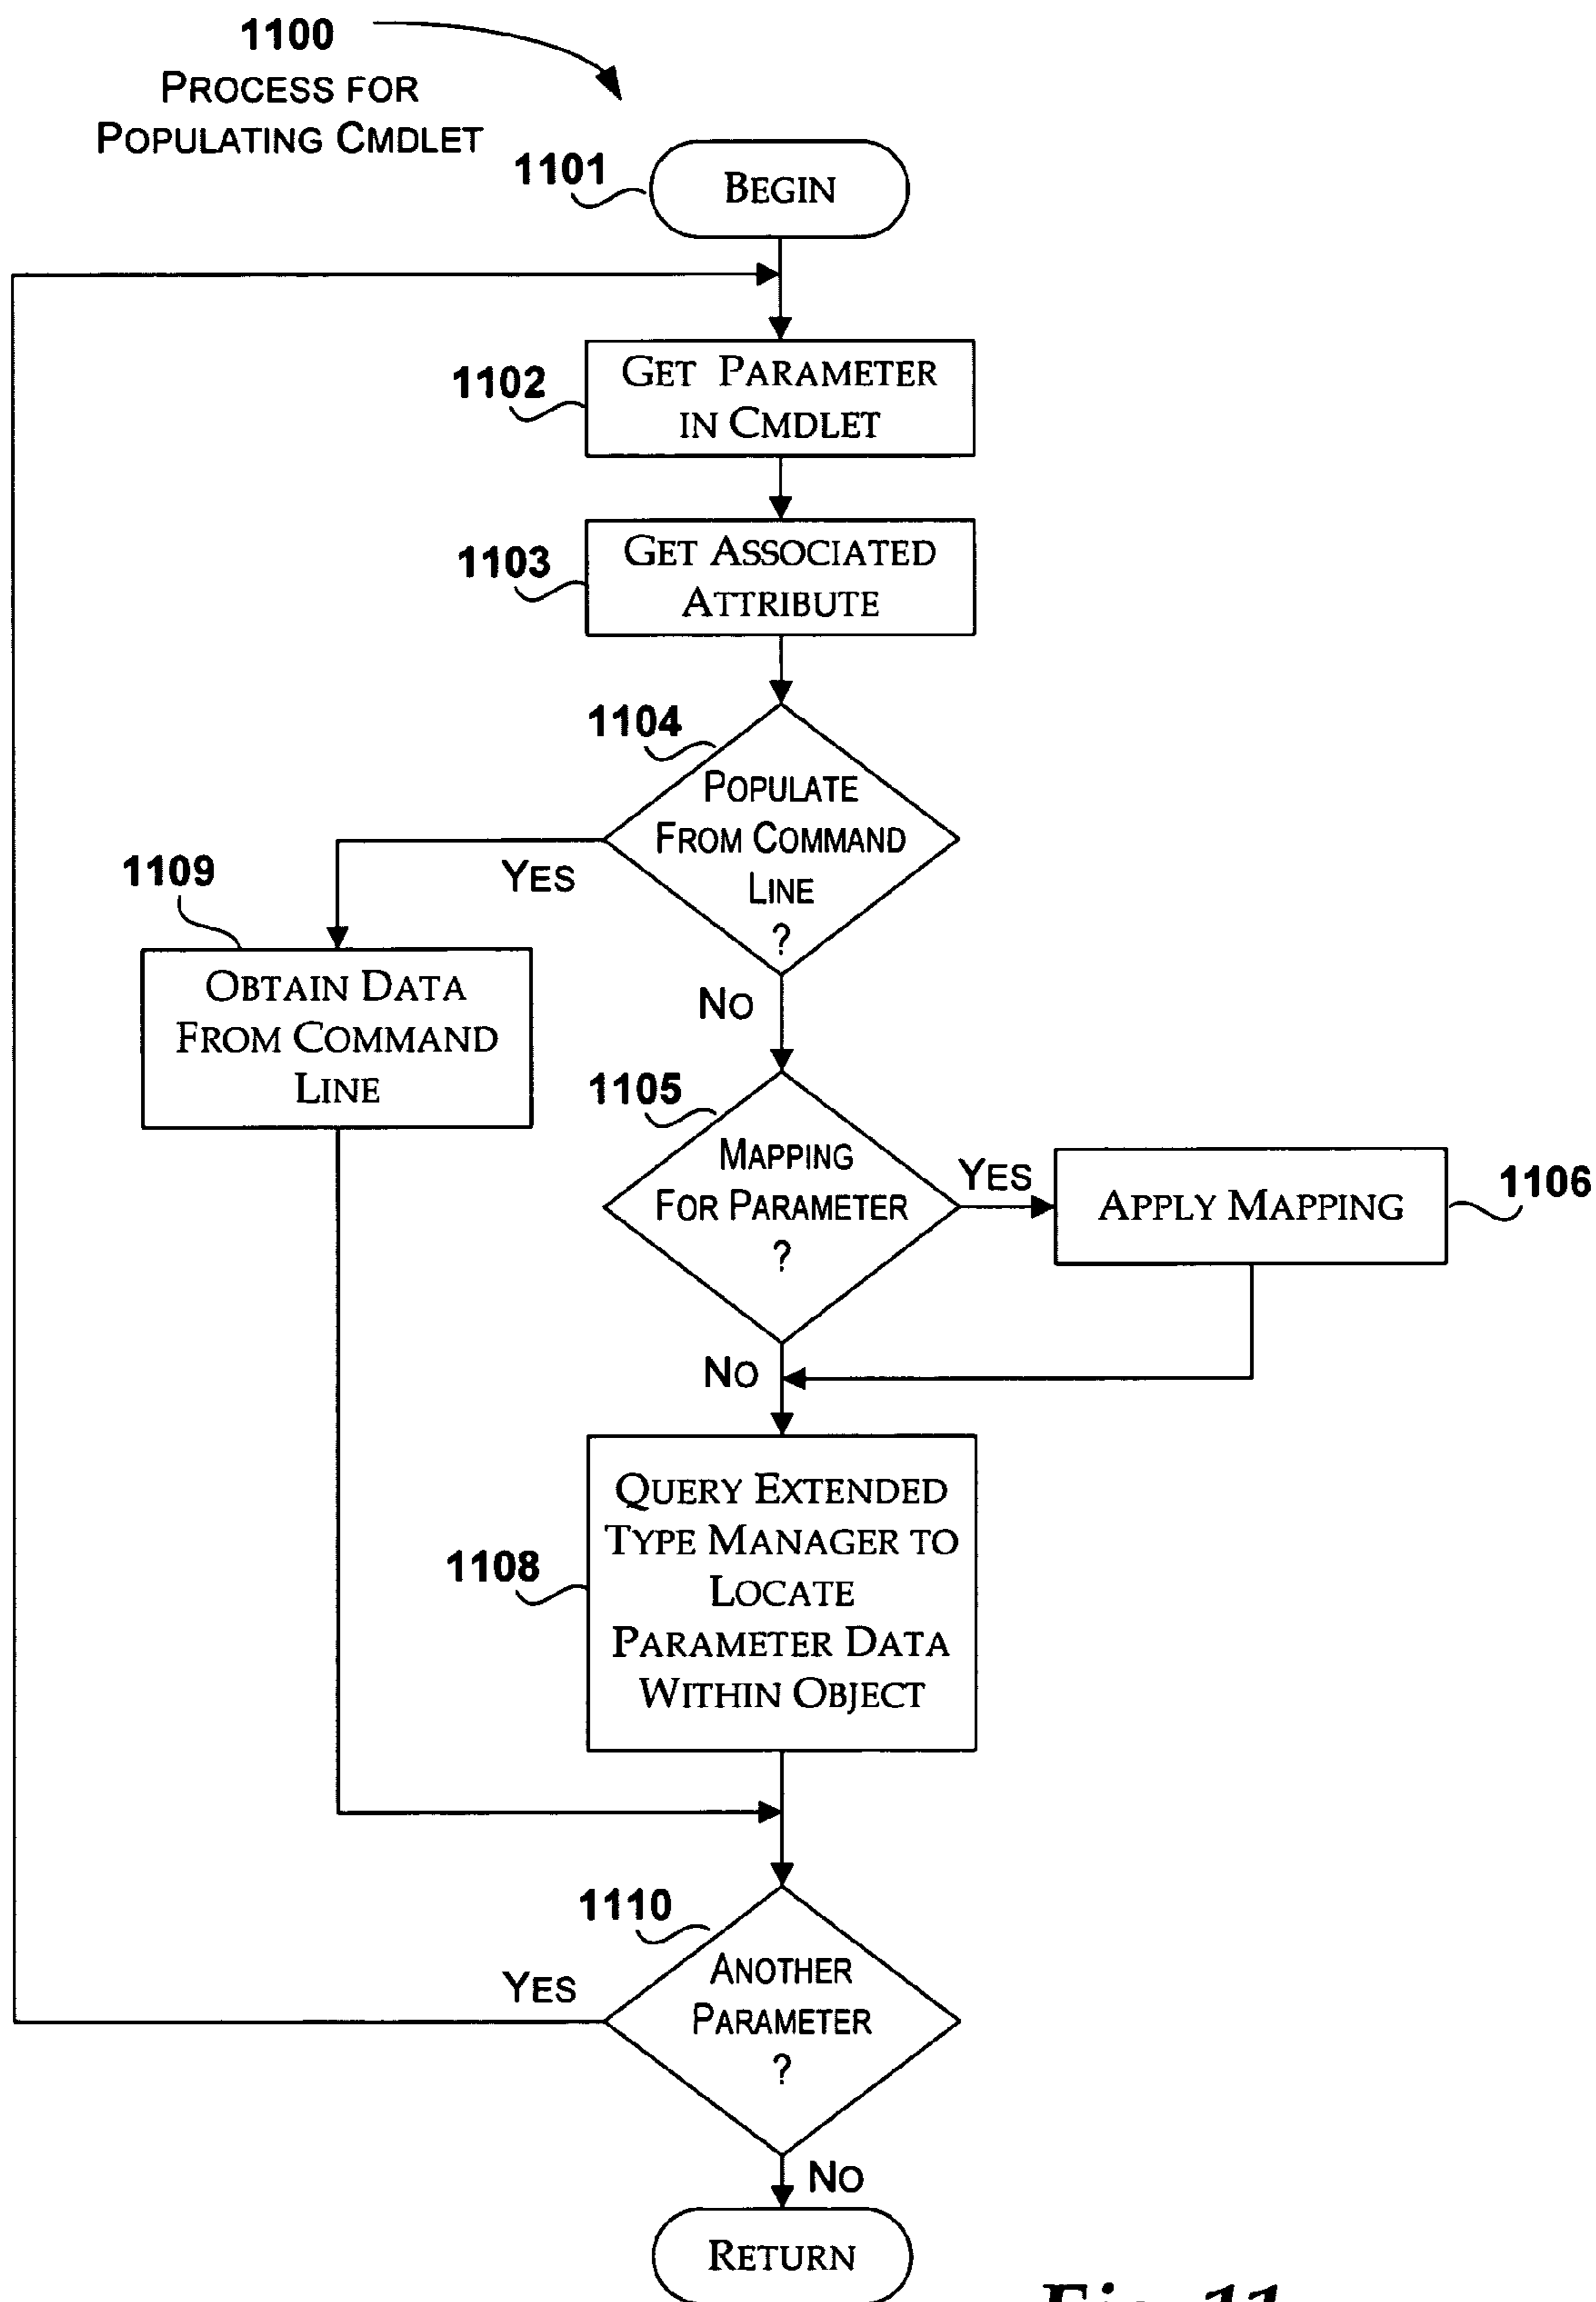 1100
PROCESS FOR
POPULATING CMDLET
1101
BEGIN
1102
GET PARAMETER
IN CMDLET
1103
GET ASSOCIATED
ATTRIBUTE
1104
POPULATE
FROM COMMAND
LINE
?
YES
1109
OBTAIN DATA
FROM COMMAND
LINE
NO
1105
MAPPING
FOR PARAMETER
?
YES
APPLY MAPPING
1106
NO
1108
QUERY EXTENDED
TYPE MANAGER TO
LOCATE
PARAMETER DATA
WITHIN OBJECT
1110
ANOTHER
PARAMETER
?
YES
NO
RETURN
Fig. 11